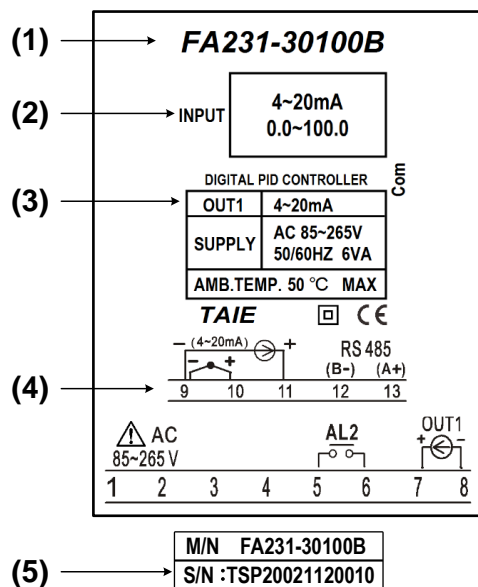 (1) FA231-30100B
(2) INPUT 4~20mA
0.0~100.0
DIGITAL PID CONTROLLER
Com
(3) OUT1 4~20mA
SUPPLY AC 85~265V
50/60HZ 6VA
AMB.TEMP. 50 °C MAX
TAIE CE
− (4~20mA) + RS 485
− + (B−) (A+)
(4) 9 10 11 12 13
AC AL2 OUT1
85~265 V + −
1 2 3 4 5 6 7 8
M/N FA231-30100B
(5) S/N :TSP20021120010